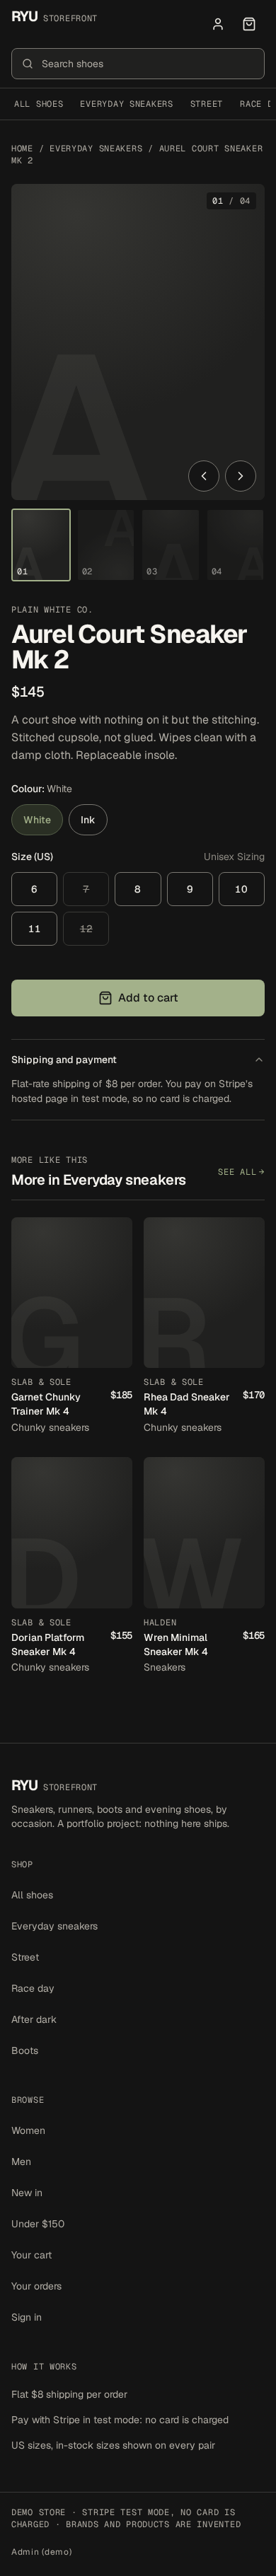 RYU STOREFRONT
Search shoes
ALL SHOES EVERYDAY SNEAKERS STREET RACE D
HOME / EVERYDAY SNEAKERS / AUREL COURT SNEAKER
MK 2
01 / 04
A
01 02 03 04
PLAIN WHITE CO.
Aurel Court Sneaker
Mk 2
$145
A court shoe with nothing on it but the stitching.
Stitched cupsole, not glued. Wipes clean with a
damp cloth. Replaceable insole.
Colour: White
White Ink
Size (US) Unisex Sizing
6 7 8 9 10
11 12
Add to cart
Shipping and payment
Flat-rate shipping of $8 per order. You pay on Stripe's
hosted page in test mode, so no card is charged.
MORE LIKE THIS
More in Everyday sneakers
SEE ALL →
G R
SLAB & SOLE SLAB & SOLE
Garnet Chunky $185 Rhea Dad Sneaker $170
Trainer Mk 4 Mk 4
Chunky sneakers Chunky sneakers
D W
SLAB & SOLE HALDEN
Dorian Platform $155 Wren Minimal $165
Sneaker Mk 4 Sneaker Mk 4
Chunky sneakers Sneakers
RYU STOREFRONT
Sneakers, runners, boots and evening shoes, by
occasion. A portfolio project: nothing here ships.
SHOP
All shoes
Everyday sneakers
Street
Race day
After dark
Boots
BROWSE
Women
Men
New in
Under $150
Your cart
Your orders
Sign in
HOW IT WORKS
Flat $8 shipping per order
Pay with Stripe in test mode: no card is charged
US sizes, in-stock sizes shown on every pair
DEMO STORE · STRIPE TEST MODE, NO CARD IS
CHARGED · BRANDS AND PRODUCTS ARE INVENTED
Admin (demo)